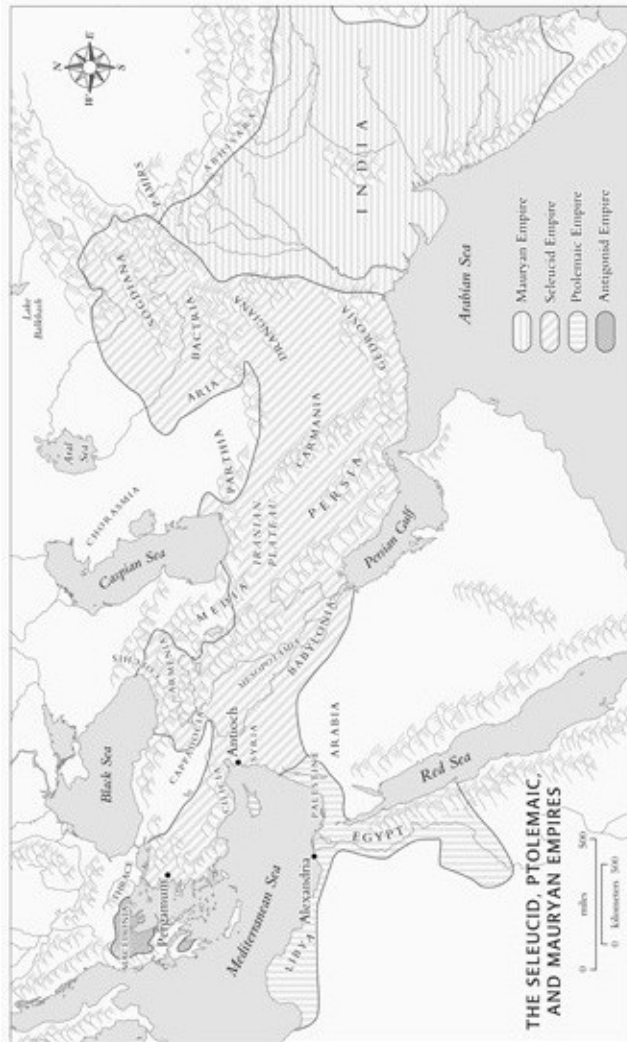 N
E
S
W
Lake
Balkhash
PAMIRS
ABHISARA
SOGDIANA
BACTRIA
ARIA
DRANGIANA
GEDROSIA
INDIA
Aral
Sea
CHORASMIA
PARTHIA
CARMANIA
Caspian Sea
IRANIAN
PLATEAU
PERSIA
MEDIA
Persian Gulf
Arabian Sea
COLCHIS
ARMENIA
MESOPOTAMIA
BABYLONIA
Black Sea
CAPPADOCIA
CILICIA
Antioch
SYRIA
PALESTINE
ARABIA
Red Sea
THRACE
MACEDONIA
Pergamum
Mediterranean Sea
Alexandria
EGYPT
LIBYA
Mauryan Empire
Seleucid Empire
Ptolemaic Empire
Antigonid Empire
THE SELEUCID, PTOLEMAIC,
AND MAURYAN EMPIRES
0 miles 500
0 kilometers 500